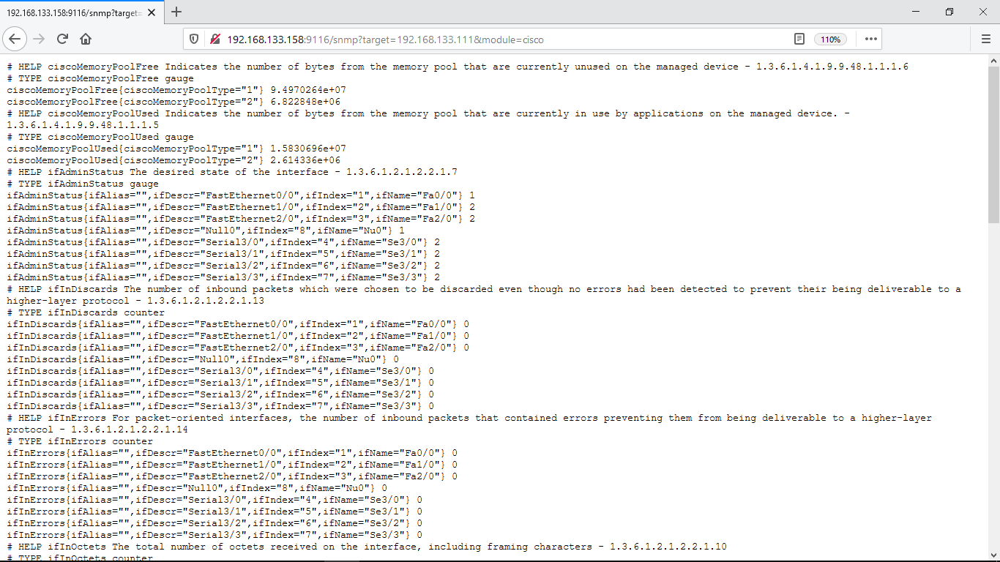 192.168.133.158:9116/snmp?target=
192.168.133.158:9116/snmp?target=192.168.133.111&module=cisco
110%
# HELP ciscoMemoryPoolFree Indicates the number of bytes from the memory pool that are currently unused on the managed device - 1.3.6.1.4.1.9.9.48.1.1.1.6
# TYPE ciscoMemoryPoolFree gauge
ciscoMemoryPoolFree{ciscoMemoryPoolType="1"} 9.4970264e+07
ciscoMemoryPoolFree{ciscoMemoryPoolType="2"} 6.822848e+06
# HELP ciscoMemoryPoolUsed Indicates the number of bytes from the memory pool that are currently in use by applications on the managed device. -
1.3.6.1.4.1.9.9.48.1.1.1.5
# TYPE ciscoMemoryPoolUsed gauge
ciscoMemoryPoolUsed{ciscoMemoryPoolType="1"} 1.5830696e+07
ciscoMemoryPoolUsed{ciscoMemoryPoolType="2"} 2.614336e+06
# HELP ifAdminStatus The desired state of the interface - 1.3.6.1.2.1.2.2.1.7
# TYPE ifAdminStatus gauge
ifAdminStatus{ifAlias="",ifDescr="FastEthernet0/0",ifIndex="1",ifName="Fa0/0"} 1
ifAdminStatus{ifAlias="",ifDescr="FastEthernet1/0",ifIndex="2",ifName="Fa1/0"} 2
ifAdminStatus{ifAlias="",ifDescr="FastEthernet2/0",ifIndex="3",ifName="Fa2/0"} 2
ifAdminStatus{ifAlias="",ifDescr="Null0",ifIndex="8",ifName="Nu0"} 1
ifAdminStatus{ifAlias="",ifDescr="Serial3/0",ifIndex="4",ifName="Se3/0"} 2
ifAdminStatus{ifAlias="",ifDescr="Serial3/1",ifIndex="5",ifName="Se3/1"} 2
ifAdminStatus{ifAlias="",ifDescr="Serial3/2",ifIndex="6",ifName="Se3/2"} 2
ifAdminStatus{ifAlias="",ifDescr="Serial3/3",ifIndex="7",ifName="Se3/3"} 2
# HELP ifInDiscards The number of inbound packets which were chosen to be discarded even though no errors had been detected to prevent their being deliverable to a
higher-layer protocol - 1.3.6.1.2.1.2.2.1.13
# TYPE ifInDiscards counter
ifInDiscards{ifAlias="",ifDescr="FastEthernet0/0",ifIndex="1",ifName="Fa0/0"} 0
ifInDiscards{ifAlias="",ifDescr="FastEthernet1/0",ifIndex="2",ifName="Fa1/0"} 0
ifInDiscards{ifAlias="",ifDescr="FastEthernet2/0",ifIndex="3",ifName="Fa2/0"} 0
ifInDiscards{ifAlias="",ifDescr="Null0",ifIndex="8",ifName="Nu0"} 0
ifInDiscards{ifAlias="",ifDescr="Serial3/0",ifIndex="4",ifName="Se3/0"} 0
ifInDiscards{ifAlias="",ifDescr="Serial3/1",ifIndex="5",ifName="Se3/1"} 0
ifInDiscards{ifAlias="",ifDescr="Serial3/2",ifIndex="6",ifName="Se3/2"} 0
ifInDiscards{ifAlias="",ifDescr="Serial3/3",ifIndex="7",ifName="Se3/3"} 0
# HELP ifInErrors For packet-oriented interfaces, the number of inbound packets that contained errors preventing them from being deliverable to a higher-layer
protocol - 1.3.6.1.2.1.2.2.1.14
# TYPE ifInErrors counter
ifInErrors{ifAlias="",ifDescr="FastEthernet0/0",ifIndex="1",ifName="Fa0/0"} 0
ifInErrors{ifAlias="",ifDescr="FastEthernet1/0",ifIndex="2",ifName="Fa1/0"} 0
ifInErrors{ifAlias="",ifDescr="FastEthernet2/0",ifIndex="3",ifName="Fa2/0"} 0
ifInErrors{ifAlias="",ifDescr="Null0",ifIndex="8",ifName="Nu0"} 0
ifInErrors{ifAlias="",ifDescr="Serial3/0",ifIndex="4",ifName="Se3/0"} 0
ifInErrors{ifAlias="",ifDescr="Serial3/1",ifIndex="5",ifName="Se3/1"} 0
ifInErrors{ifAlias="",ifDescr="Serial3/2",ifIndex="6",ifName="Se3/2"} 0
ifInErrors{ifAlias="",ifDescr="Serial3/3",ifIndex="7",ifName="Se3/3"} 0
# HELP ifInOctets The total number of octets received on the interface, including framing characters - 1.3.6.1.2.1.2.2.1.10
# TYPE ifInOctets counter